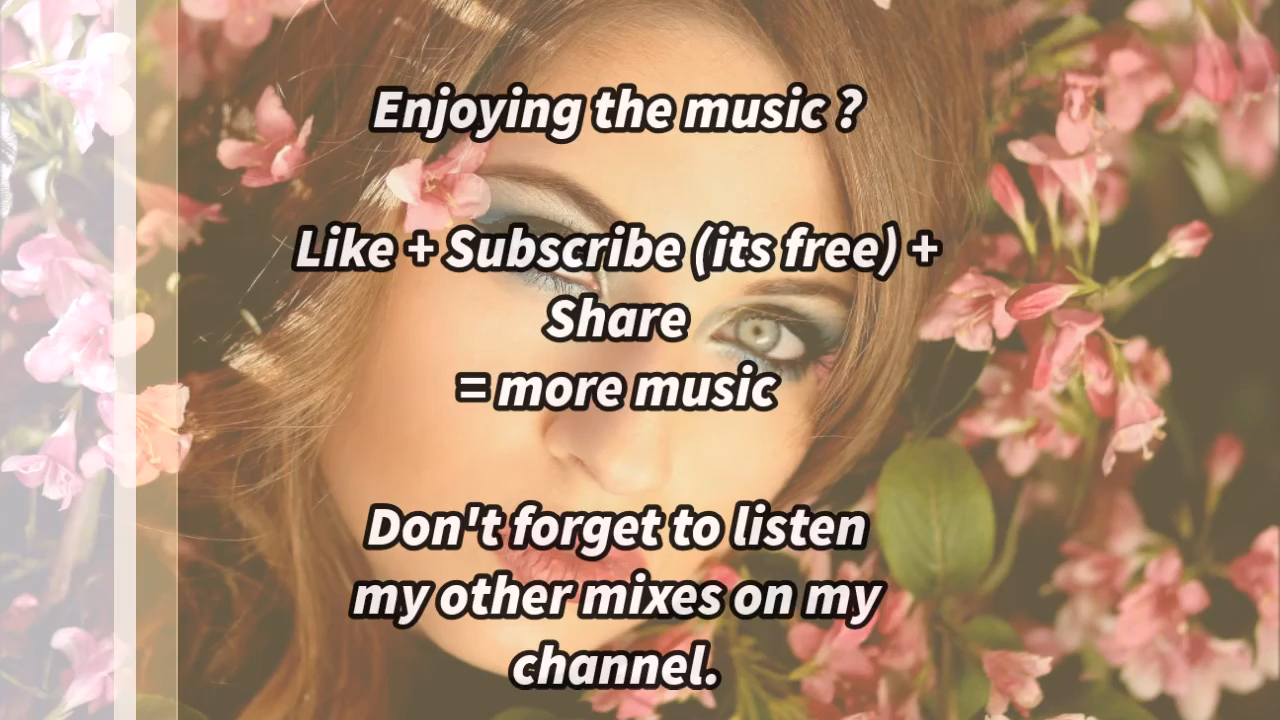 Enjoying the music ?
Like + Subscribe (its free) +
Share
= more music
Don't forget to listen
my other mixes on my
channel.